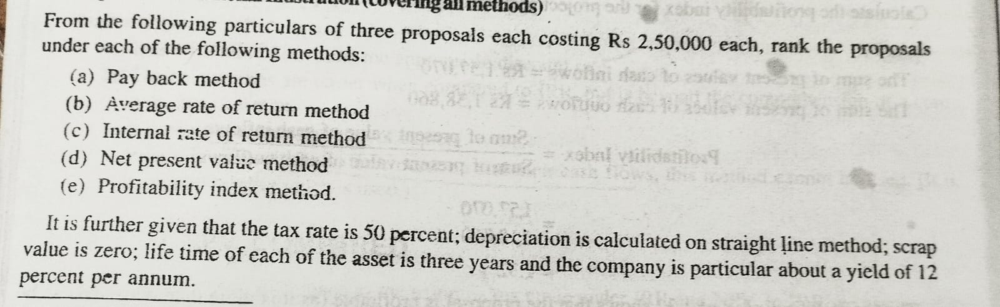 (covering all methods)
From the following particulars of three proposals each costing Rs 2,50,000 each, rank the proposals
under each of the following methods:
(a) Pay back method
(b) Average rate of return method
(c) Internal rate of return method
(d) Net present value method
(e) Profitability index method.
It is further given that the tax rate is 50 percent; depreciation is calculated on straight line method; scrap
value is zero; life time of each of the asset is three years and the company is particular about a yield of 12
percent per annum.